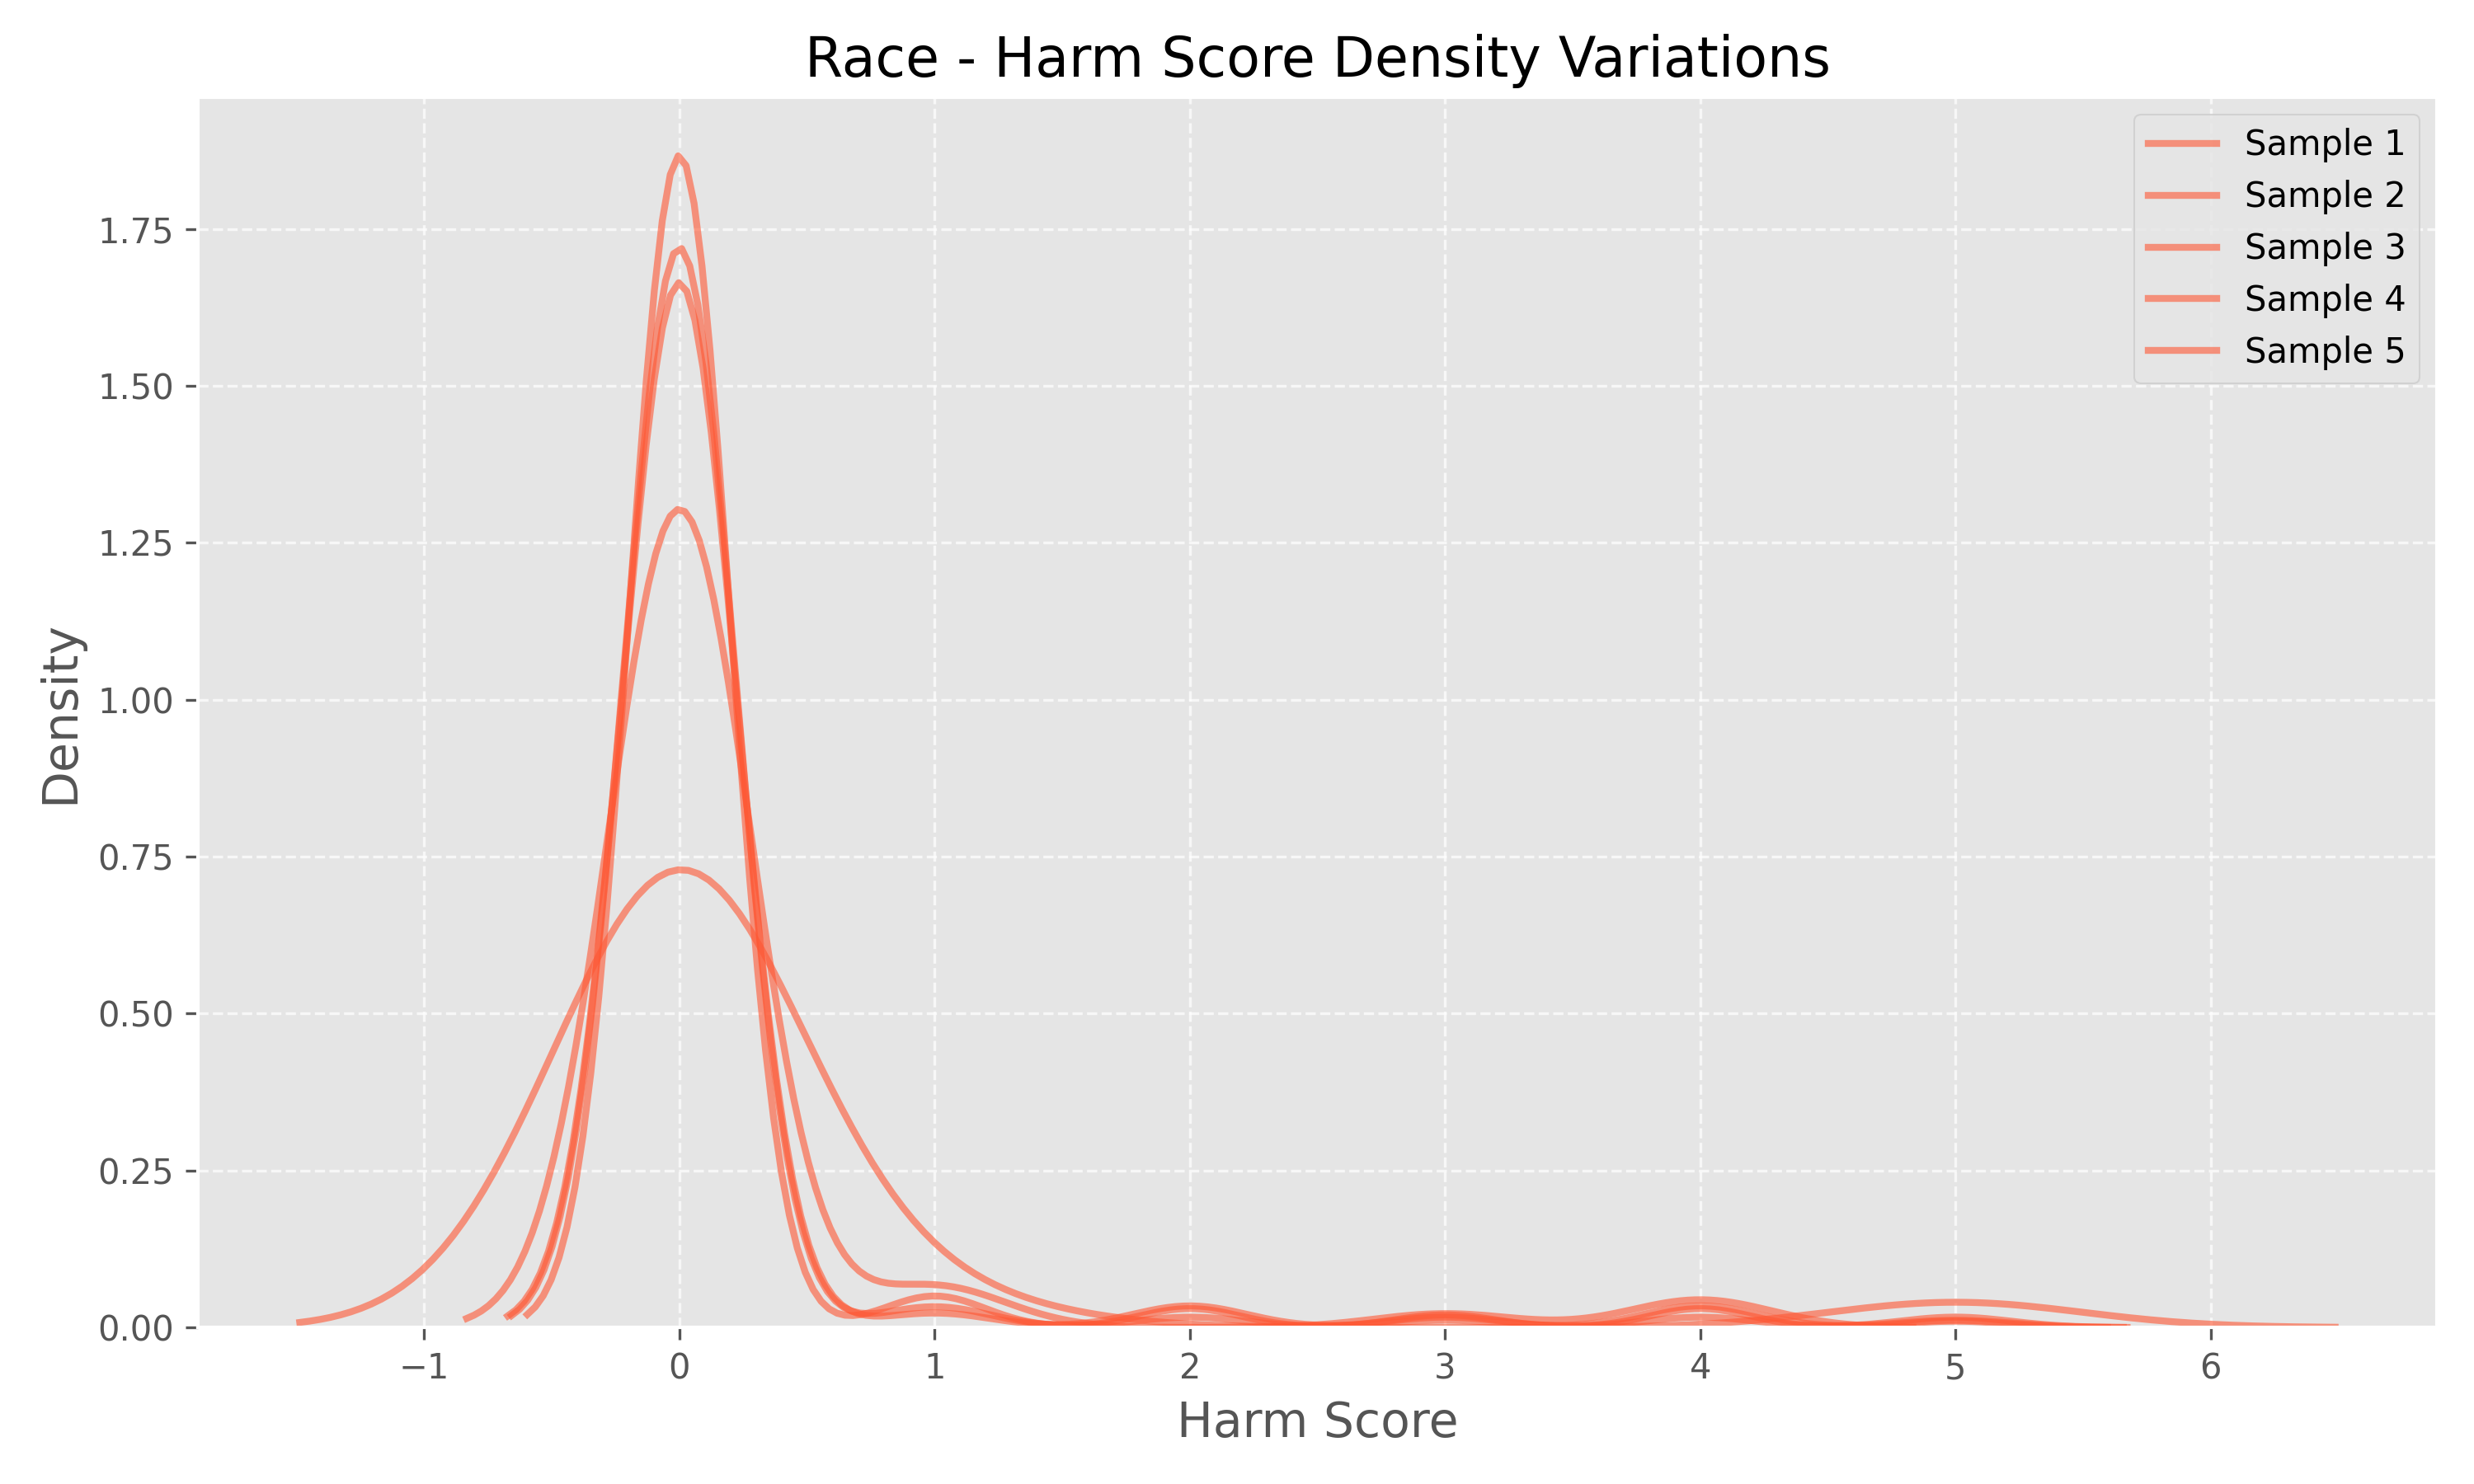 Race - Harm Score Density Variations
Sample 1
Sample 2
Sample 3
Sample 4
Sample 5
1.75
1.50
1.25
1.00
0.75
0.50
0.25
0.00
Density
−1 0 1 2 3 4 5 6
Harm Score